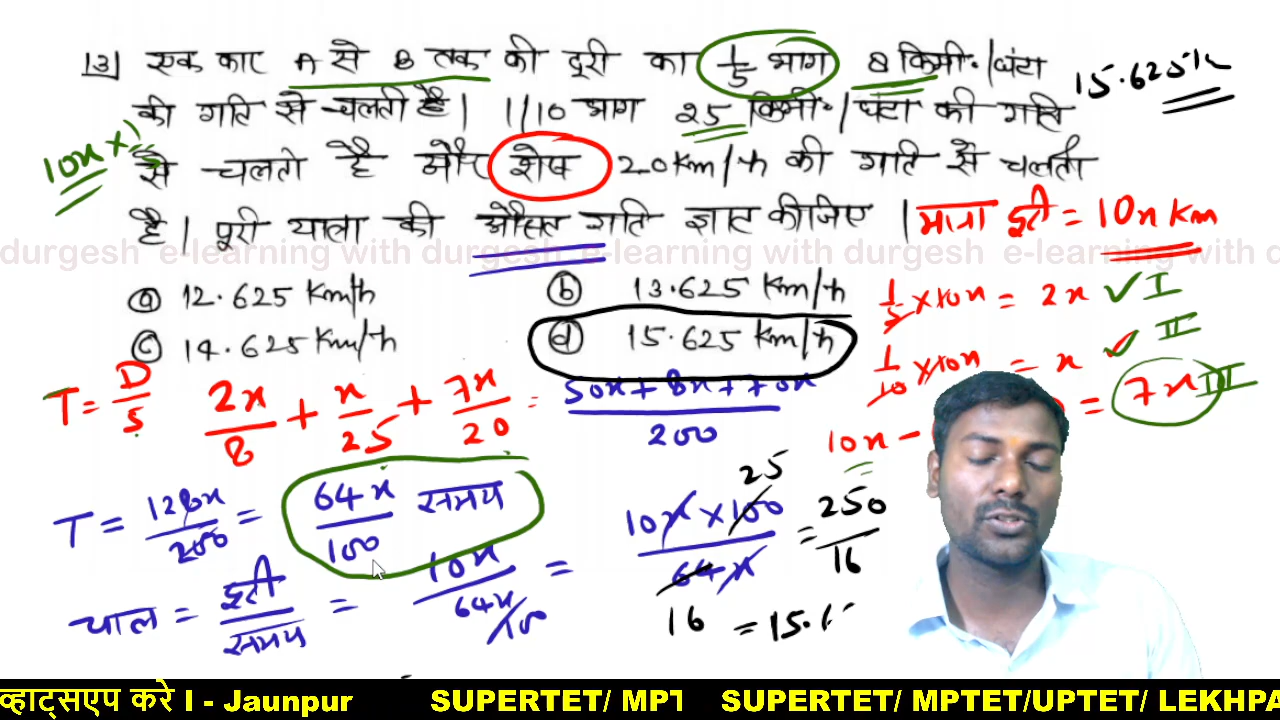 13] एक कार A से B तक की दूरी का 1/5 भाग 8 किमी·/घंटा
की गति से चलती है| 1/10 भाग 25 किमी·/घंटा की गति
से चलती है और शेष 20km/h की गति से चलती
है| पूरी यात्रा की औसत गति ज्ञात कीजिए |
15.625
10x ×
माना दूरी = 10x Km
durgesh e-learning with durgesh e-learning with durgesh e-learning with d
ⓐ 12.625 Km/h
ⓑ 13.625 Km/h
ⓒ 14.625 Km/h
ⓓ 15.625 Km/h
1/5 × 10x = 2x ✓ I
1/10 × 10x = x ✓ II
10x - = 7x III
T = D/S 2x/8 + x/25 + 7x/20 = 50x + 8x + 70x / 200
T = 128x/200 = 64x/100 समय
चाल = दूरी/समय = 10x / 64x/100 = 10x × 100 / 64x = 250/16
25
16
= 15.6
व्हाट्सएप करे I - Jaunpur SUPERTET/ MPT SUPERTET/ MPTET/UPTET/ LEKHPA